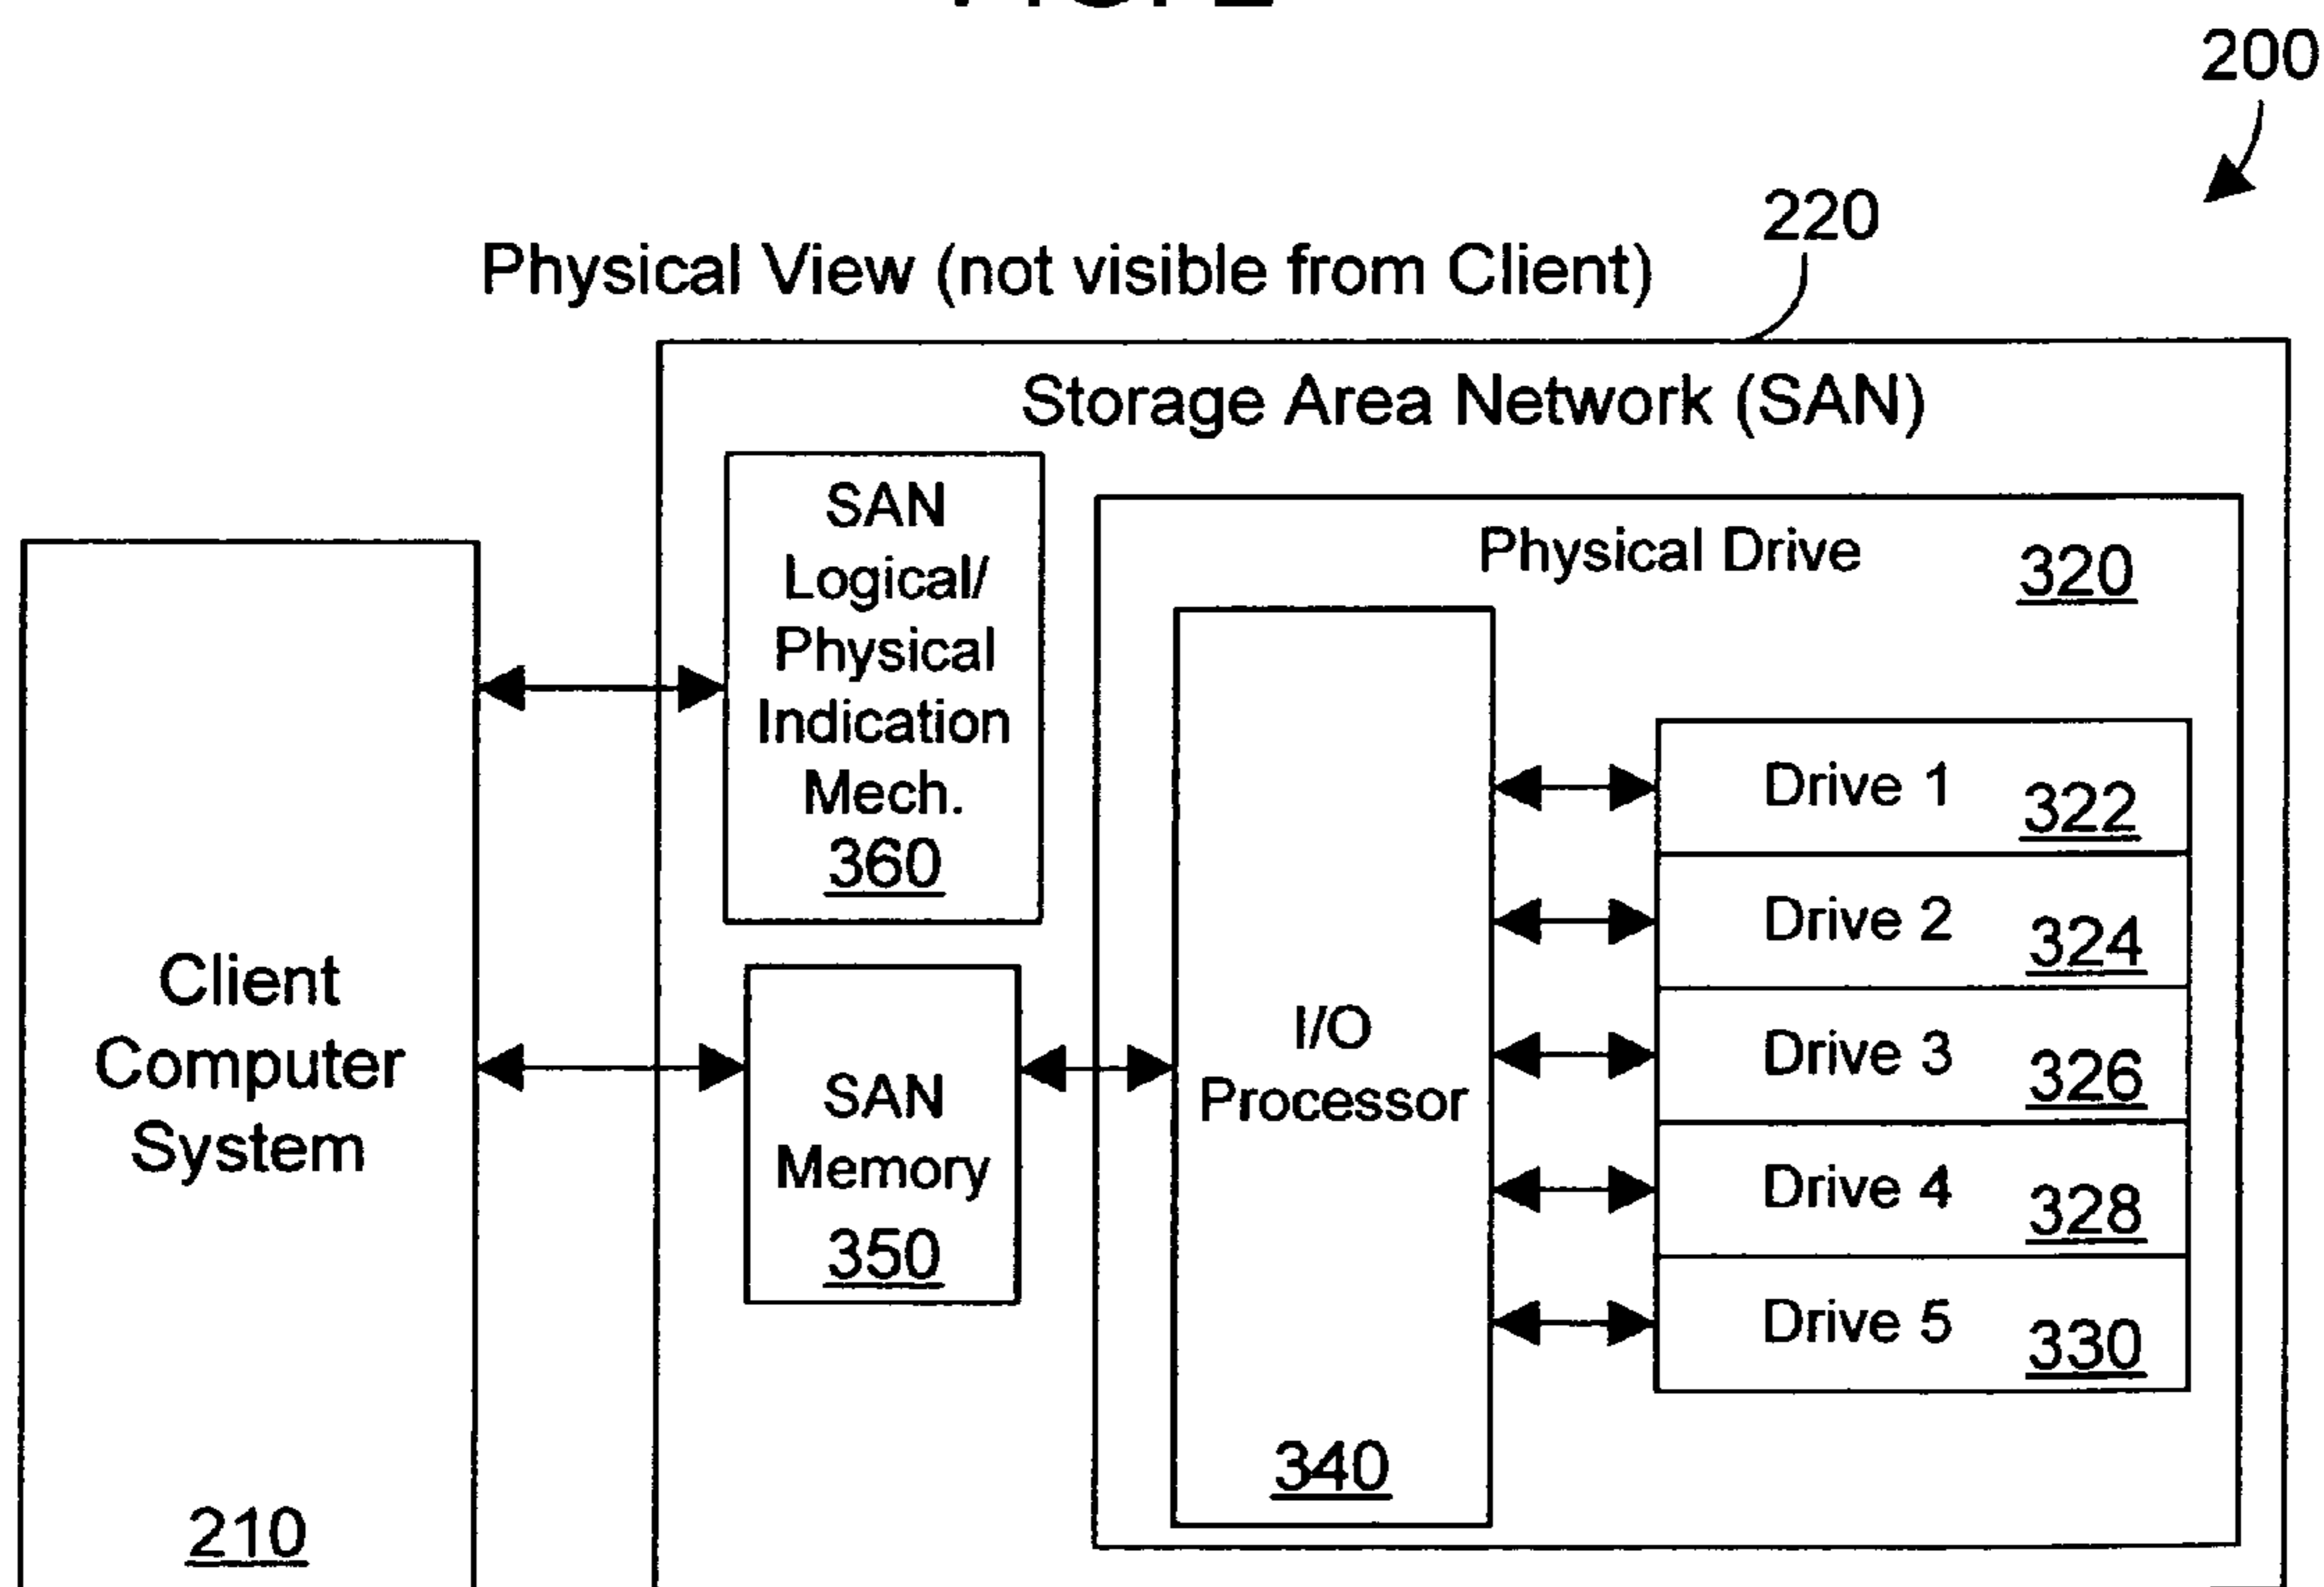 200
220
Physical View (not visible from Client)
Storage Area Network (SAN)
SAN
Logical/
Physical
Indication
Mech.
360
Physical Drive
320
Client
Computer
System
210
SAN
Memory
350
I/O
Processor
340
Drive 1
322
Drive 2
324
Drive 3
326
Drive 4
328
Drive 5
330